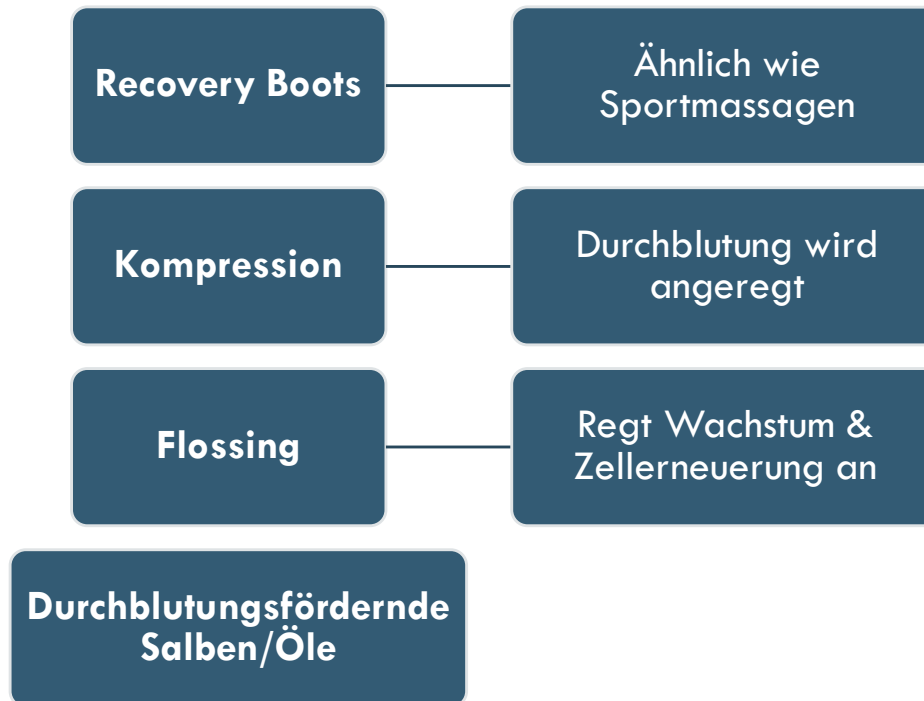 Recovery Boots
Ähnlich wie
Sportmassagen
Kompression
Durchblutung wird
angeregt
Flossing
Regt Wachstum &
Zellerneuerung an
Durchblutungsfördernde
Salben/Öle